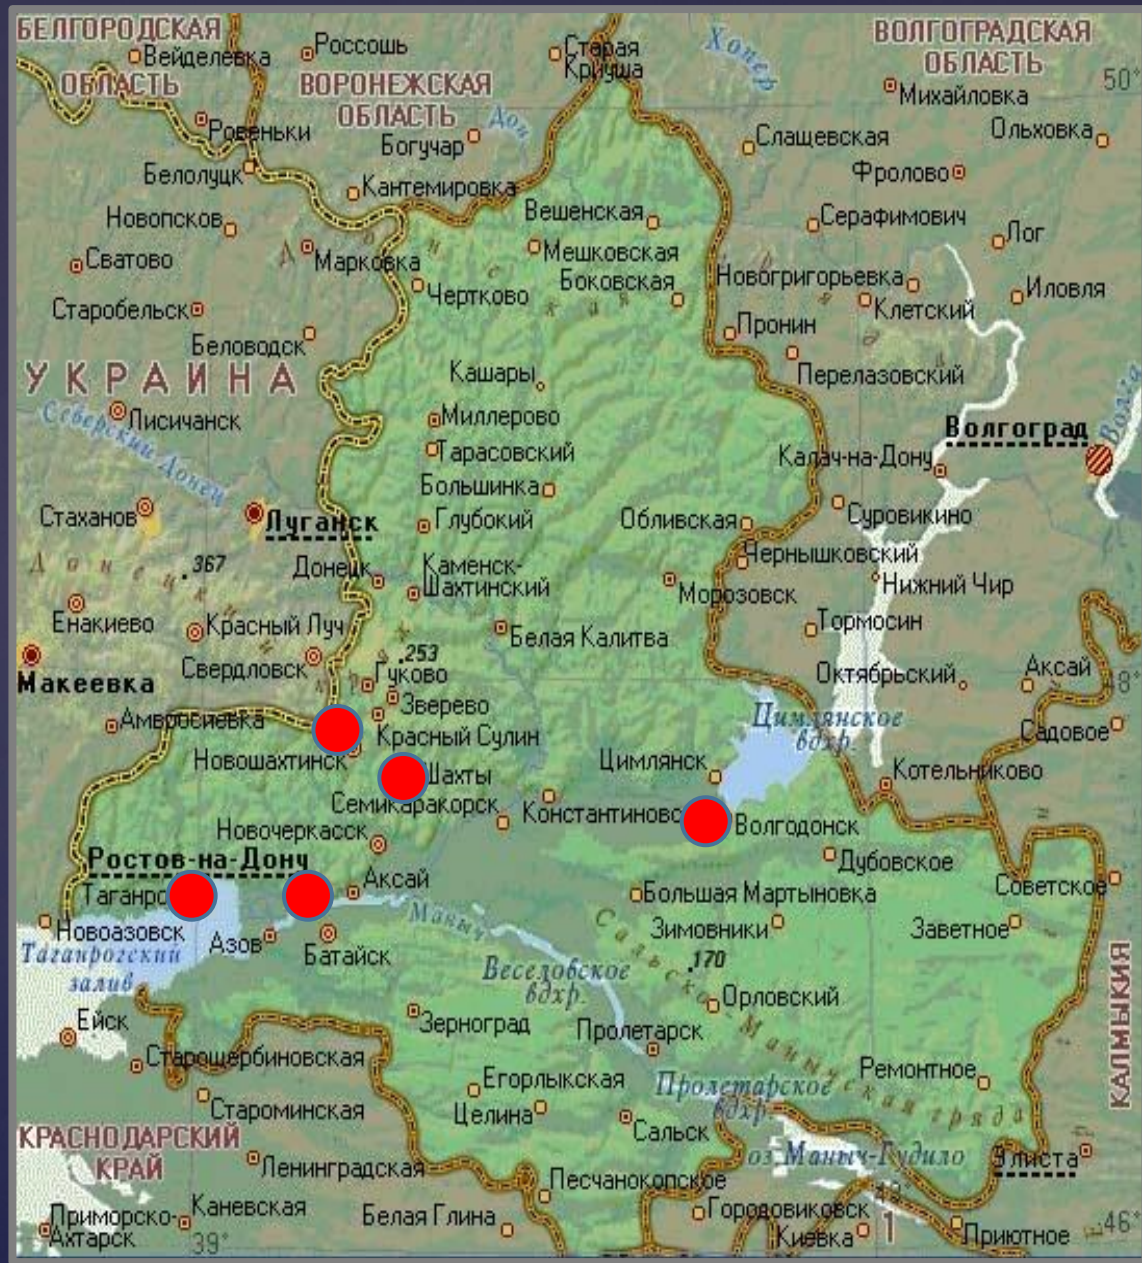 БЕЛГОРОДСКАЯ
ОБЛАСТЬ
Вейделевка
Россошь
ВОРОНЕЖСКАЯ
ОБЛАСТЬ
Старая
Криуша
Хопер
ВОЛГОГРАДСКАЯ
ОБЛАСТЬ
50°
Михайловка
Ровеньки
Богучар
Дон
Слащевская
Ольховка
Белолуцк
Кантемировка
Фролово
Новопсков
Вешенская
Серафимович
Лог
Сватово
Марковка
Мешковская
Боковская
Новогригорьевка
Иловля
Чертково
Клетский
Старобельск
Беловодск
Пронин
Перелазовский
УКРАИНА
Кашары
Северский Донец
Лисичанск
Миллерово
Волгоград
Волга
Тарасовский
Калач-на-Дону
Большинка
Стаханов
Луганск
Глубокий
Обливская
Суровикино
.367
Донецк
Каменск-
Шахтинский
Чернышковский
Морозовск
Нижний Чир
Енакиево
Красный Луч
Белая Калитва
Тормосин
Свердловск
.253
Гуково
Макеевка
Октябрьский
Аксай
48°
Зверево
Амвросиевка
Красный Сулин
Цимлянское
вдхр.
Садовое
Новошахтинск
Шахты
Цимлянск
Котельниково
Семикаракорск
Константиновс
Волгодонск
Новочеркасск
Ростов-на-Дону
Дубовское
Таганро
Аксай
Большая Мартыновка
Советское
Новоазовск
Азов
Батайск
Маныч
Сальско
Зимовники
Заветное
Таганрогский
залив
Веселовское
вдхр.
.170
Орловский
КАЛМЫКИЯ
Ейск
Зерноград
Пролетарск
Манычская гряда
Старощербиновская
Егорлыкская
Пролетарское
вдхр.
Ремонтное
Староминская
Целина
Сальск
КРАСНОДАРСКИЙ
КРАЙ
Ленинградская
оз. Маныч-Гудило
Элиста
Песчанокопское
Приморско-
Ахтарск
Каневская
39°
Белая Глина
Городовиковск
Киевка
1
Приютное
46°